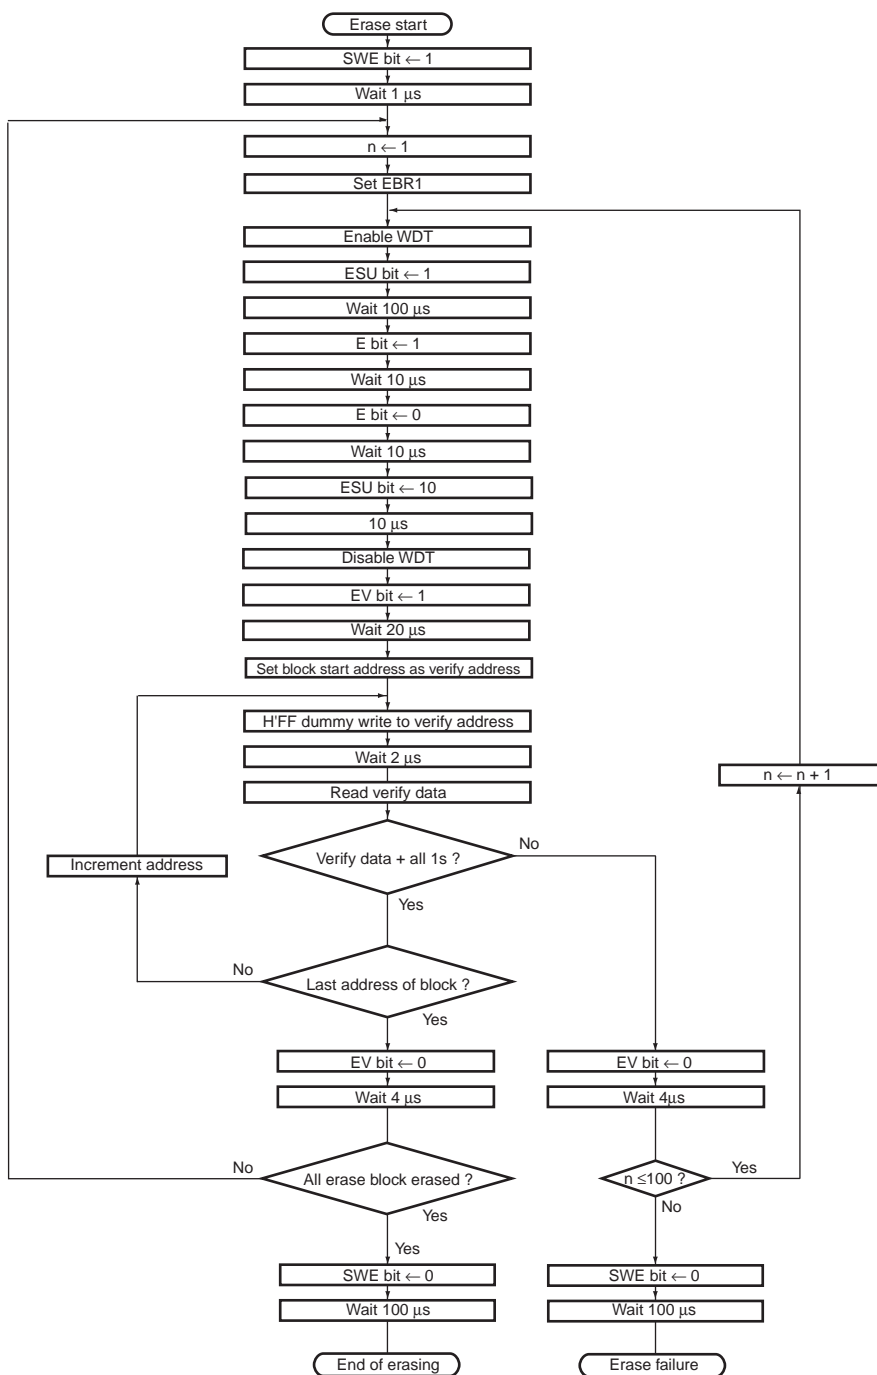 Erase start
SWE bit ← 1
Wait 1 μs
n ← 1
Set EBR1
Enable WDT
ESU bit ← 1
Wait 100 μs
E bit ← 1
Wait 10 μs
E bit ← 0
Wait 10 μs
ESU bit ← 10
10 μs
Disable WDT
EV bit ← 1
Wait 20 μs
Set block start address as verify address
H'FF dummy write to verify address
Wait 2 μs
n ← n + 1
Read verify data
No
Verify data + all 1s ?
Increment address
Yes
No
Last address of block ?
Yes
EV bit ← 0
EV bit ← 0
Wait 4 μs
Wait 4μs
No
Yes
All erase block erased ?
n ≤100 ?
Yes
No
Yes
SWE bit ← 0
SWE bit ← 0
Wait 100 μs
Wait 100 μs
End of erasing
Erase failure